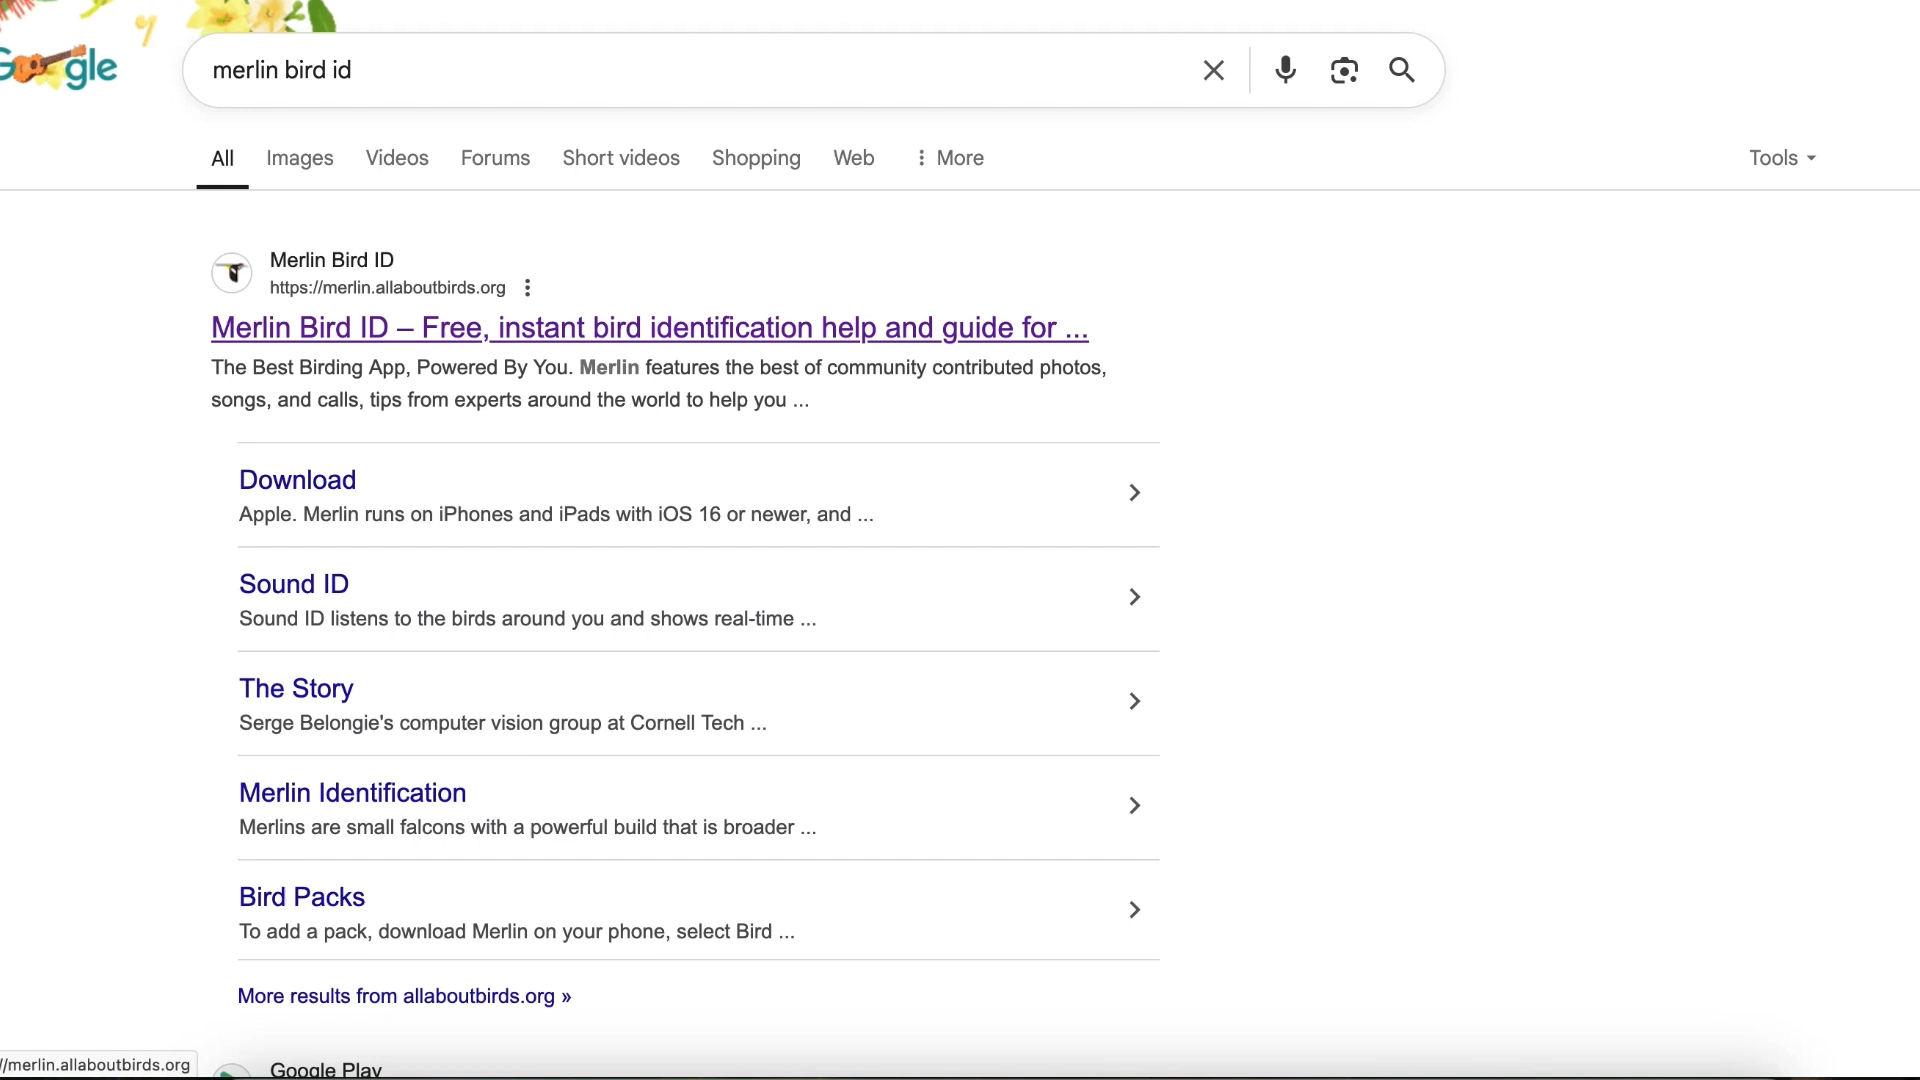 Google
merlin bird id
All Images Videos Forums Short videos Shopping Web More Tools
Merlin Bird ID
https://merlin.allaboutbirds.org
Merlin Bird ID – Free, instant bird identification help and guide for ...
The Best Birding App, Powered By You. Merlin features the best of community contributed photos,
songs, and calls, tips from experts around the world to help you ...
Download
Apple. Merlin runs on iPhones and iPads with iOS 16 or newer, and ...
Sound ID
Sound ID listens to the birds around you and shows real-time ...
The Story
Serge Belongie's computer vision group at Cornell Tech ...
Merlin Identification
Merlins are small falcons with a powerful build that is broader ...
Bird Packs
To add a pack, download Merlin on your phone, select Bird ...
More results from allaboutbirds.org »
//merlin.allaboutbirds.org
Google Play